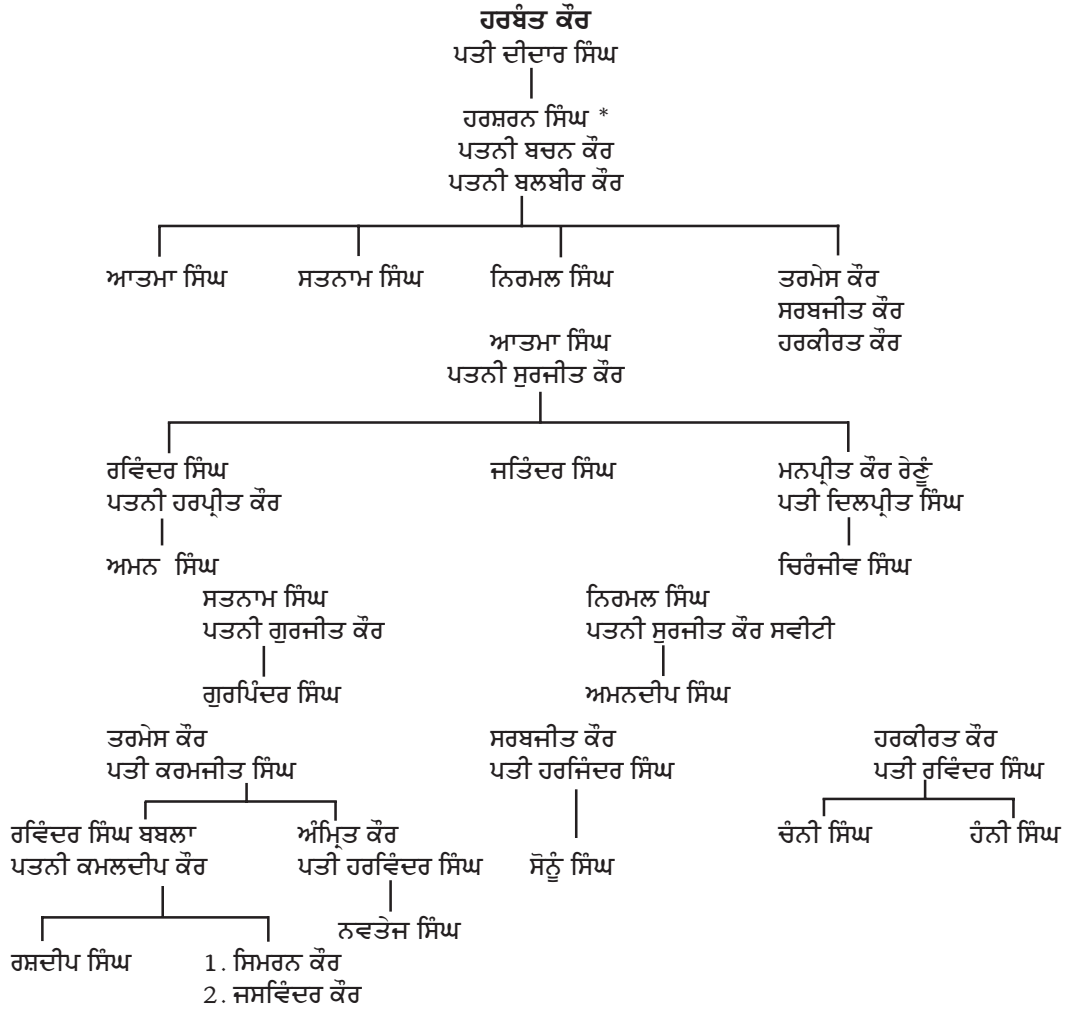 ਹਰਬੰਤ ਕੌਰ
ਪਤੀ ਦੀਦਾਰ ਸਿੰਘ
ਹਰਸ਼ਰਨ ਸਿੰਘ *
ਪਤਨੀ ਬਚਨ ਕੌਰ
ਪਤਨੀ ਬਲਬੀਰ ਕੌਰ
ਆਤਮਾ ਸਿੰਘ ਸਤਨਾਮ ਸਿੰਘ ਨਿਰਮਲ ਸਿੰਘ ਤਰਮੇਸ ਕੌਰ
ਸਰਬਜੀਤ ਕੌਰ
ਹਰਕੀਰਤ ਕੌਰ
ਆਤਮਾ ਸਿੰਘ
ਪਤਨੀ ਸੁਰਜੀਤ ਕੌਰ
ਰਵਿੰਦਰ ਸਿੰਘ ਜਤਿੰਦਰ ਸਿੰਘ ਮਨਪ੍ਰੀਤ ਕੌਰ ਰੇਣੂੰ
ਪਤਨੀ ਹਰਪ੍ਰੀਤ ਕੌਰ ਪਤੀ ਦਿਲਪ੍ਰੀਤ ਸਿੰਘ
ਅਮਨ ਸਿੰਘ ਚਿਰੰਜੀਵ ਸਿੰਘ
ਸਤਨਾਮ ਸਿੰਘ ਨਿਰਮਲ ਸਿੰਘ
ਪਤਨੀ ਗੁਰਜੀਤ ਕੌਰ ਪਤਨੀ ਸੁਰਜੀਤ ਕੌਰ ਸਵੀਟੀ
ਗੁਰਪਿੰਦਰ ਸਿੰਘ ਅਮਨਦੀਪ ਸਿੰਘ
ਤਰਮੇਸ ਕੌਰ ਸਰਬਜੀਤ ਕੌਰ ਹਰਕੀਰਤ ਕੌਰ
ਪਤੀ ਕਰਮਜੀਤ ਸਿੰਘ ਪਤੀ ਹਰਜਿੰਦਰ ਸਿੰਘ ਪਤੀ ਰਵਿੰਦਰ ਸਿੰਘ
ਰਵਿੰਦਰ ਸਿੰਘ ਬਬਲਾ ਅੰਮ੍ਰਿਤ ਕੌਰ ਚੰਨੀ ਸਿੰਘ ਹੰਨੀ ਸਿੰਘ
ਪਤਨੀ ਕਮਲਦੀਪ ਕੌਰ ਪਤੀ ਹਰਵਿੰਦਰ ਸਿੰਘ ਸੋਨੂੰ ਸਿੰਘ
ਨਵਤੇਜ ਸਿੰਘ
ਰਸ਼ਦੀਪ ਸਿੰਘ 1. ਸਿਮਰਨ ਕੌਰ
2. ਜਸਵਿੰਦਰ ਕੌਰ